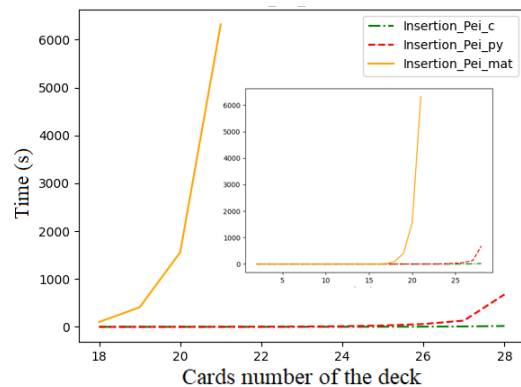 Insertion_Pei_c
Insertion_Pei_py
Insertion_Pei_mat
6000
5000
4000
3000
2000
1000
0
Time (s)
6000
5000
4000
3000
2000
1000
0
5 10 15 20 25
18 20 22 24 26 28
Cards number of the deck